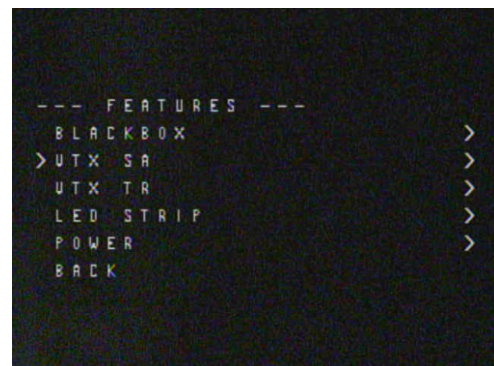 --- FEATURES ---
BLACKBOX >
>VTX SA >
VTX TR >
LED STRIP >
POWER >
BACK